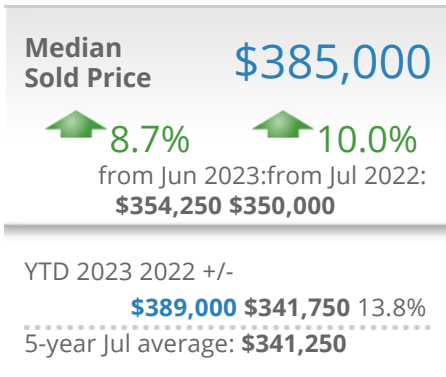 Median
Sold Price
$385,000
8.7% 10.0%
from Jun 2023:from Jul 2022:
$354,250 $350,000
YTD 2023 2022 +/-
$389,000 $341,750 13.8%
5-year Jul average: $341,250